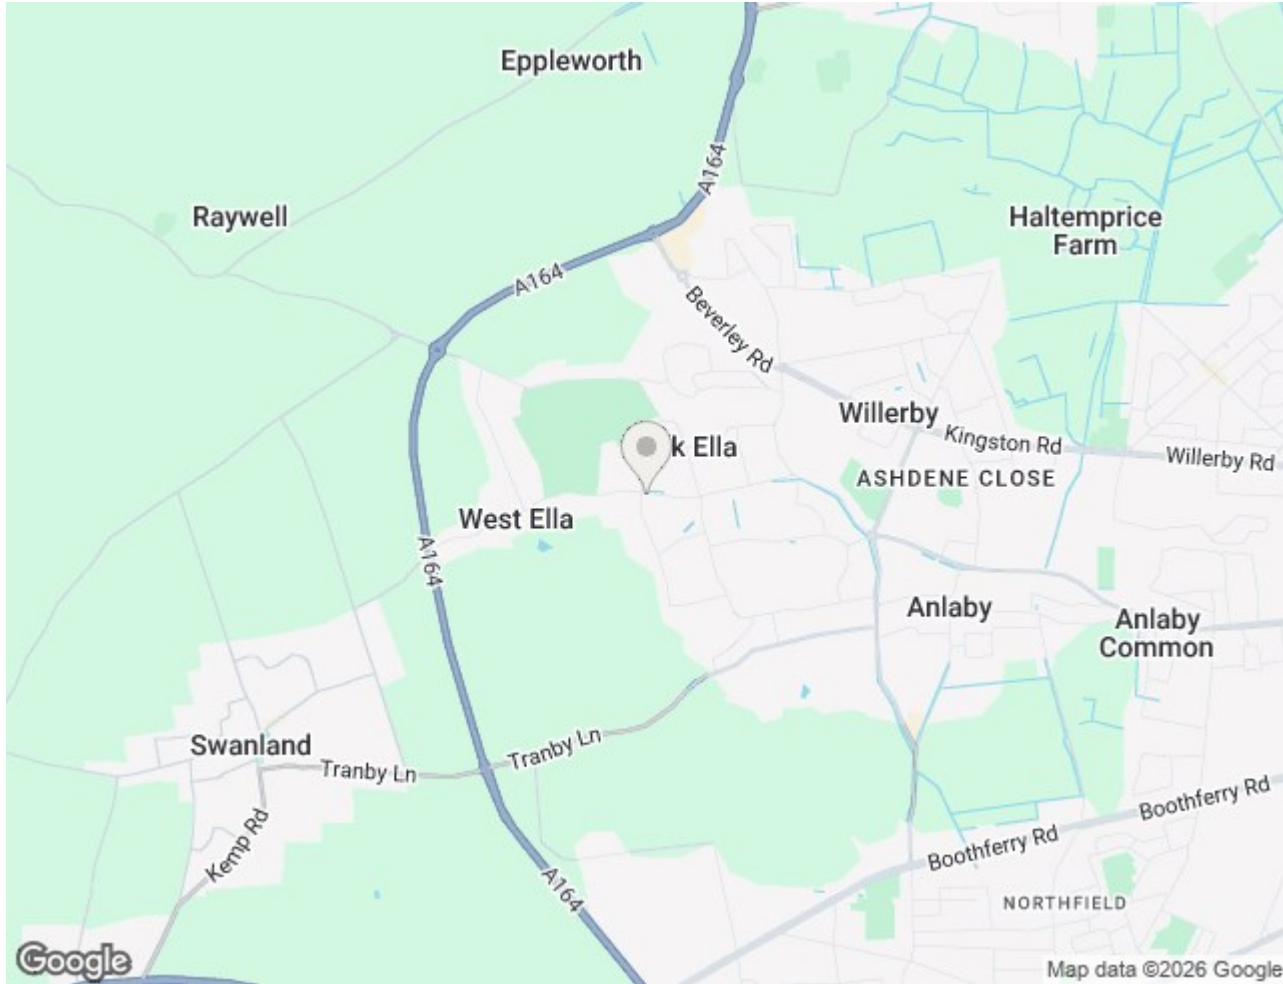 Eppleworth
A164
Raywell
Haltemprice
Farm
A164
Beverley Rd
Willerby
Kingston Rd
Willerby Rd
k Ella
ASHDENE CLOSE
West Ella
A164
Anlaby
Anlaby
Common
Swanland
Tranby Ln
Tranby Ln
Kemp Rd
Boothferry Rd
Boothferry Rd
A164
NORTHFIELD
Google
Map data ©2026 Google